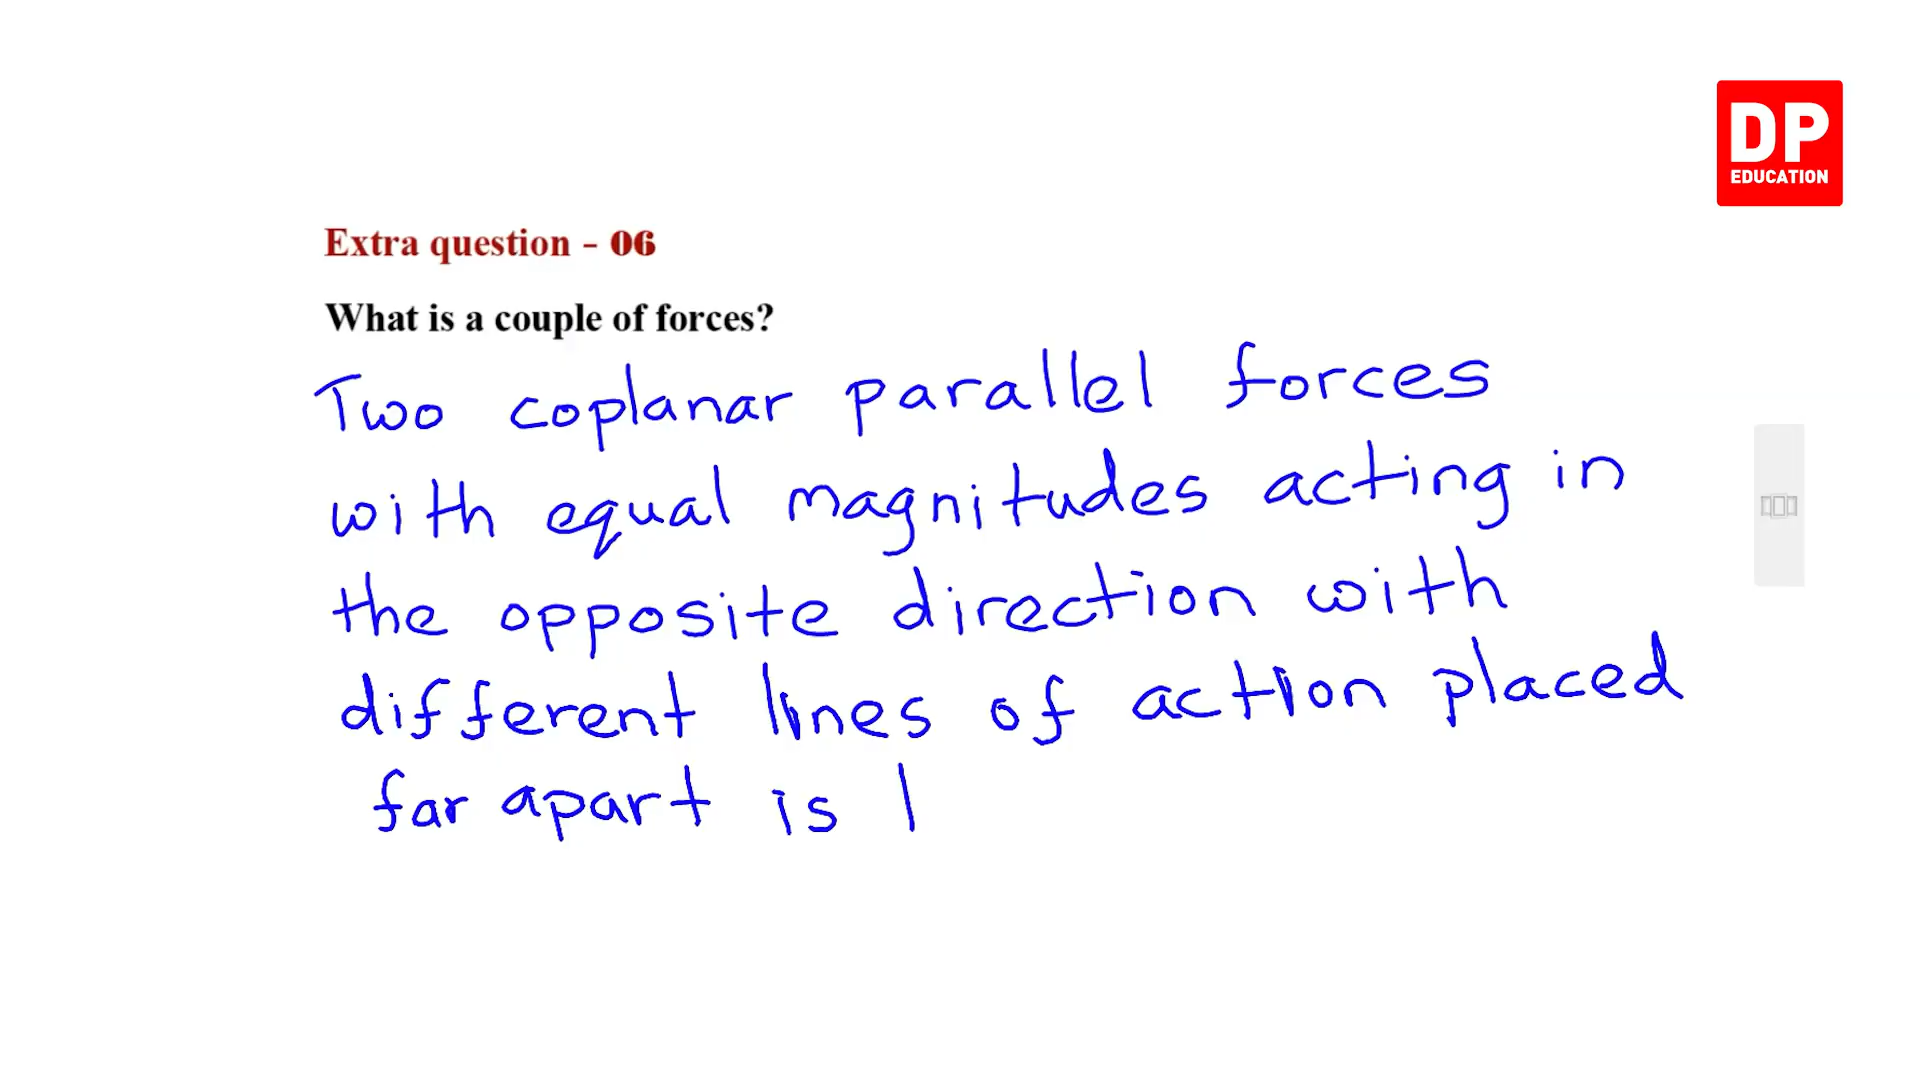 DP
EDUCATION
Extra question - 06
What is a couple of forces?
Two coplanar parallel forces
with equal magnitudes acting in
the opposite direction with
different lines of action placed
far apart is